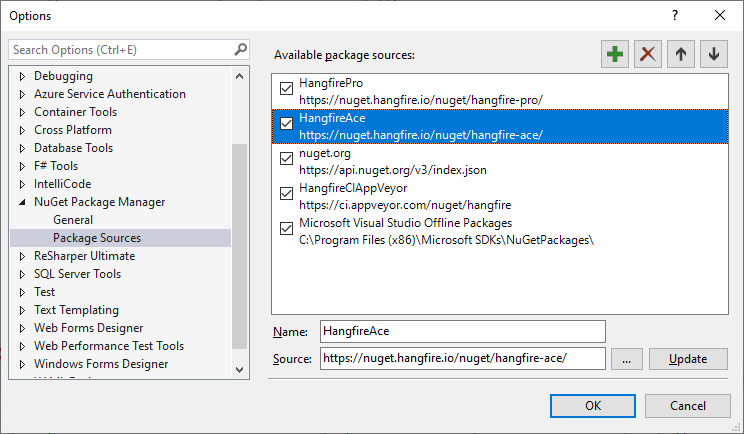 Options
Search Options (Ctrl+E)
Debugging
Azure Service Authentication
Container Tools
Cross Platform
Database Tools
F# Tools
IntelliCode
NuGet Package Manager
General
Package Sources
ReSharper Ultimate
SQL Server Tools
Test
Text Templating
Web Forms Designer
Web Performance Test Tools
Windows Forms Designer
Available package sources:
HangfirePro
https://nuget.hangfire.io/nuget/hangfire-pro/
HangfireAce
https://nuget.hangfire.io/nuget/hangfire-ace/
nuget.org
https://api.nuget.org/v3/index.json
HangfireCIAppVeyor
https://ci.appveyor.com/nuget/hangfire
Microsoft Visual Studio Offline Packages
C:\Program Files (x86)\Microsoft SDKs\NuGetPackages\
Name: HangfireAce
Source: https://nuget.hangfire.io/nuget/hangfire-ace/ ... Update
OK Cancel